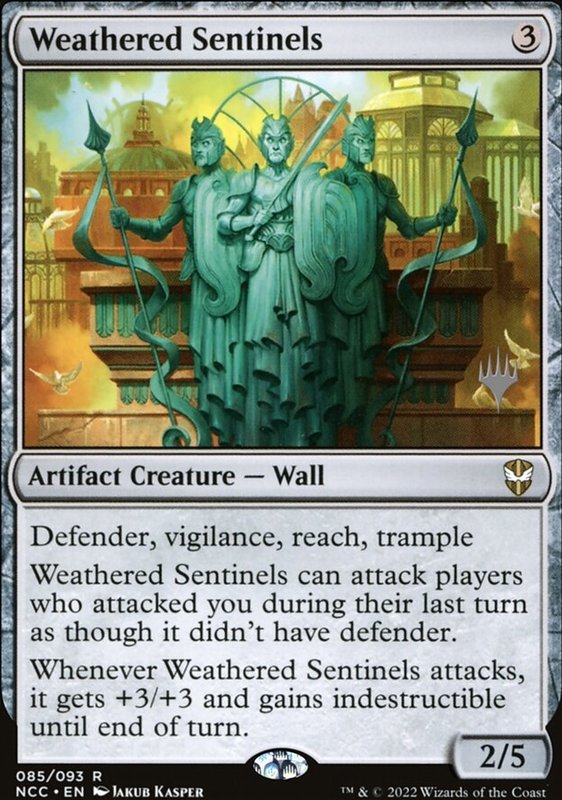 Weathered Sentinels 3
Artifact Creature — Wall
Defender, vigilance, reach, trample
Weathered Sentinels can attack players
who attacked you during their last turn
as though it didn't have defender.
Whenever Weathered Sentinels attacks,
it gets +3/+3 and gains indestructible
until end of turn.
2/5
085/093 R
NCC • EN Jakub Kasper
™ & © 2022 Wizards of the Coast